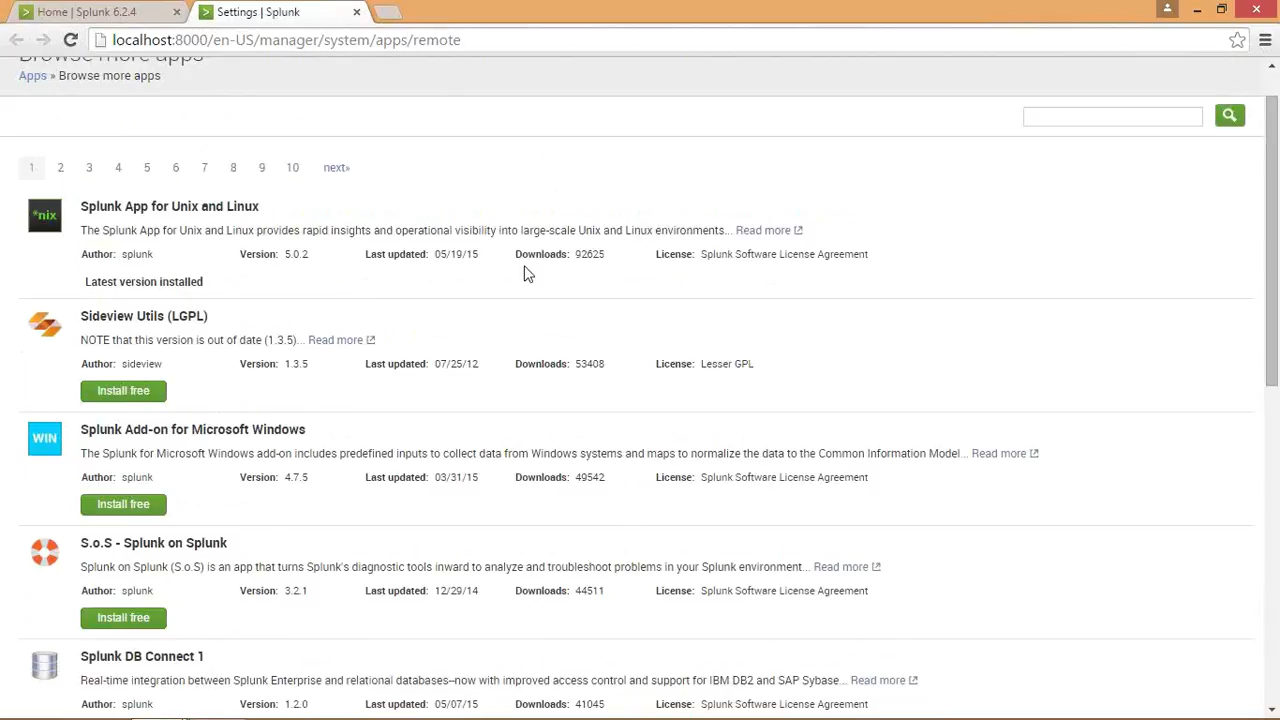 Home | Splunk 6.2.4
Settings | Splunk
localhost:8000/en-US/manager/system/apps/remote
Browse more apps
Apps » Browse more apps
1 2 3 4 5 6 7 8 9 10 next»
*nix
Splunk App for Unix and Linux
The Splunk App for Unix and Linux provides rapid insights and operational visibility into large-scale Unix and Linux environments... Read more
Author: splunk Version: 5.0.2 Last updated: 05/19/15 Downloads: 92625 License: Splunk Software License Agreement
Latest version installed
Sideview Utils (LGPL)
NOTE that this version is out of date (1.3.5)... Read more
Author: sideview Version: 1.3.5 Last updated: 07/25/12 Downloads: 53408 License: Lesser GPL
Install free
WIN
Splunk Add-on for Microsoft Windows
The Splunk for Microsoft Windows add-on includes predefined inputs to collect data from Windows systems and maps to normalize the data to the Common Information Model... Read more
Author: splunk Version: 4.7.5 Last updated: 03/31/15 Downloads: 49542 License: Splunk Software License Agreement
Install free
S.o.S - Splunk on Splunk
Splunk on Splunk (S.o.S) is an app that turns Splunk's diagnostic tools inward to analyze and troubleshoot problems in your Splunk environment... Read more
Author: splunk Version: 3.2.1 Last updated: 12/29/14 Downloads: 44511 License: Splunk Software License Agreement
Install free
Splunk DB Connect 1
Real-time integration between Splunk Enterprise and relational databases--now with improved access control and support for IBM DB2 and SAP Sybase... Read more
Author: splunk Version: 1.2.0 Last updated: 05/07/15 Downloads: 41045 License: Splunk Software License Agreement